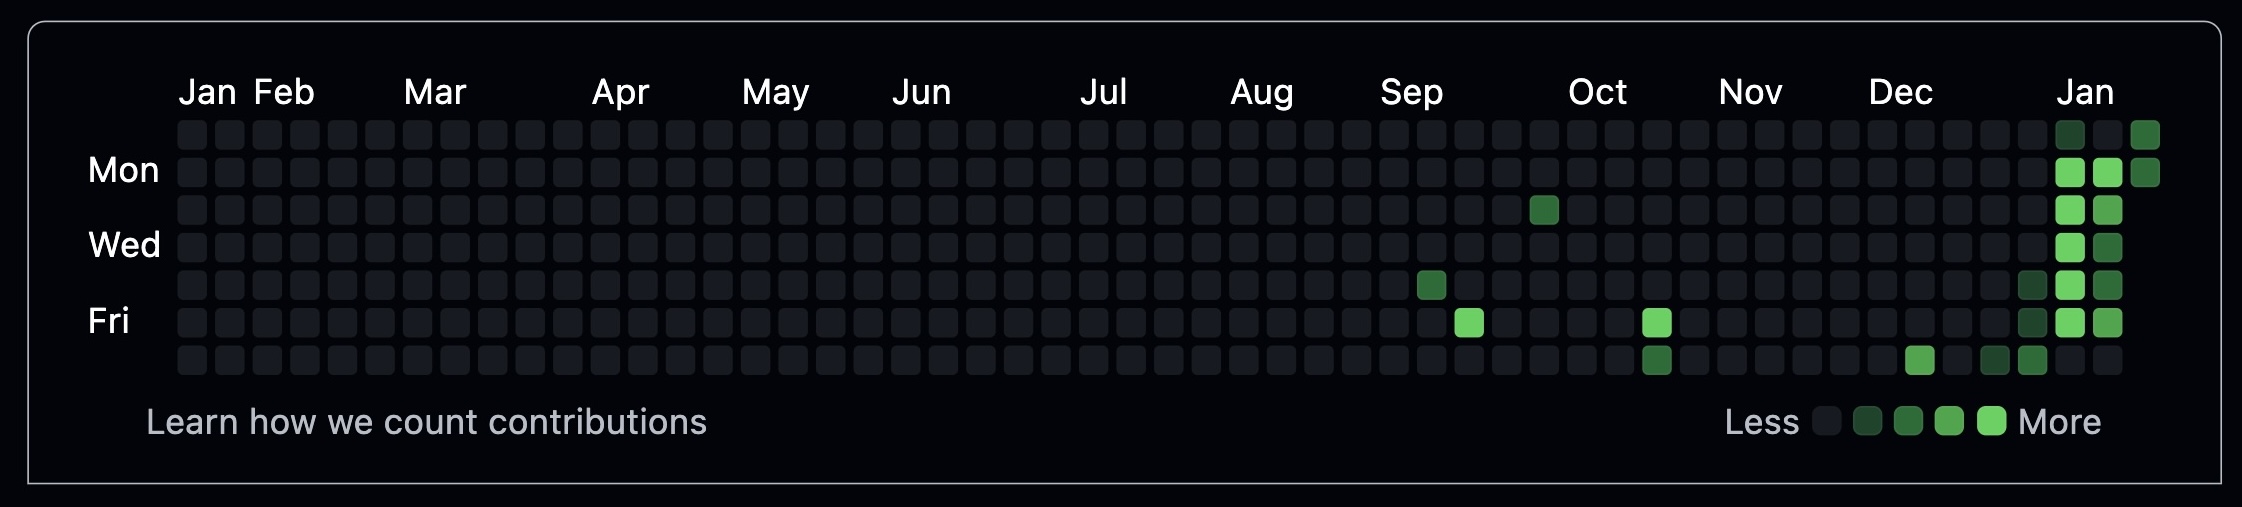 Jan Feb Mar Apr May Jun Jul Aug Sep Oct Nov Dec Jan
Mon
Wed
Fri
Learn how we count contributions Less More